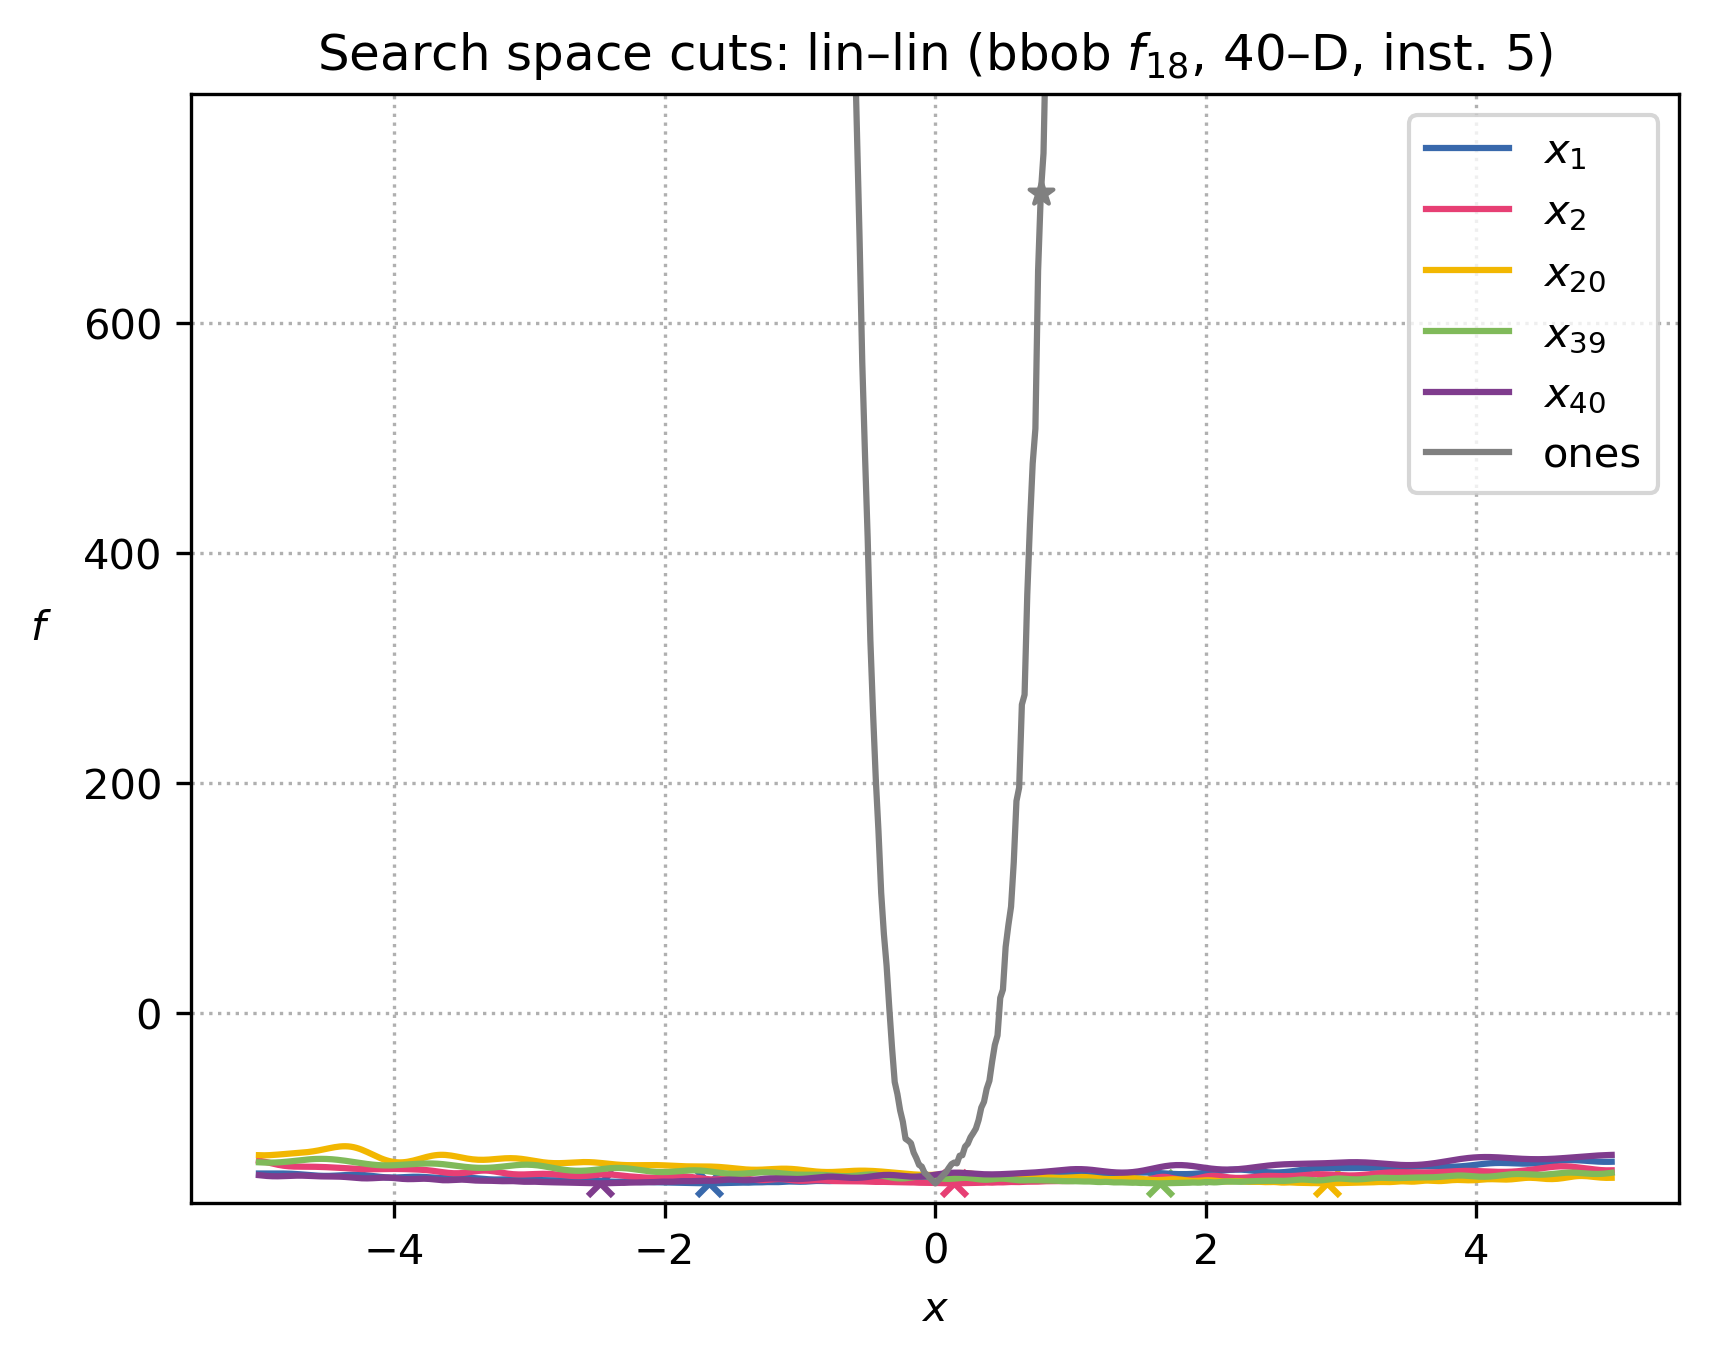 Search space cuts: lin–lin (bbob f₁₈, 40–D, inst. 5)
x₁
x₂
x₂₀
x₃₉
x₄₀
ones
600
400
200
0
f
−4
−2
0
2
4
x